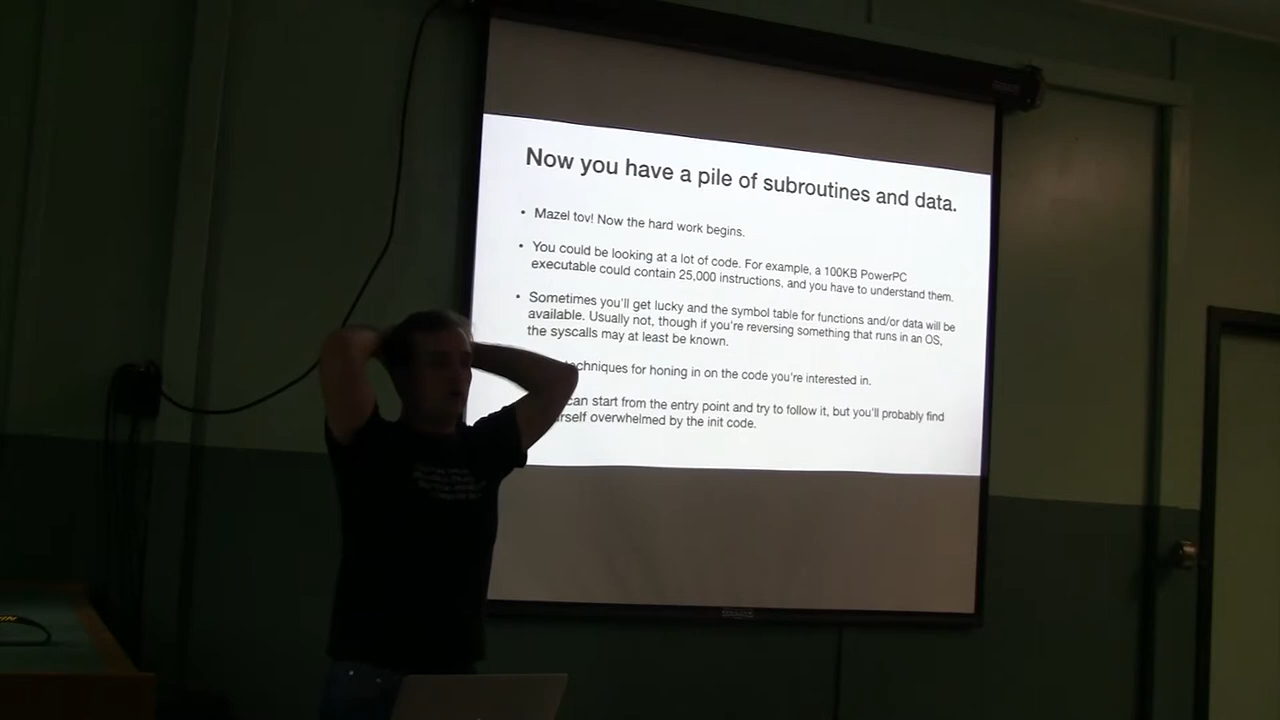 Now you have a pile of subroutines and data.
• Mazel tov! Now the hard work begins.
• You could be looking at a lot of code. For example, a 100KB PowerPC
executable could contain 25,000 instructions, and you have to understand them.
• Sometimes you'll get lucky and the symbol table for functions and/or data will be
available. Usually not, though if you're reversing something that runs in an OS,
the syscalls may at least be known.
for honing in on the code you're interested in.
can start from the entry point and try to follow it, but you'll probably find
overwhelmed by the init code.